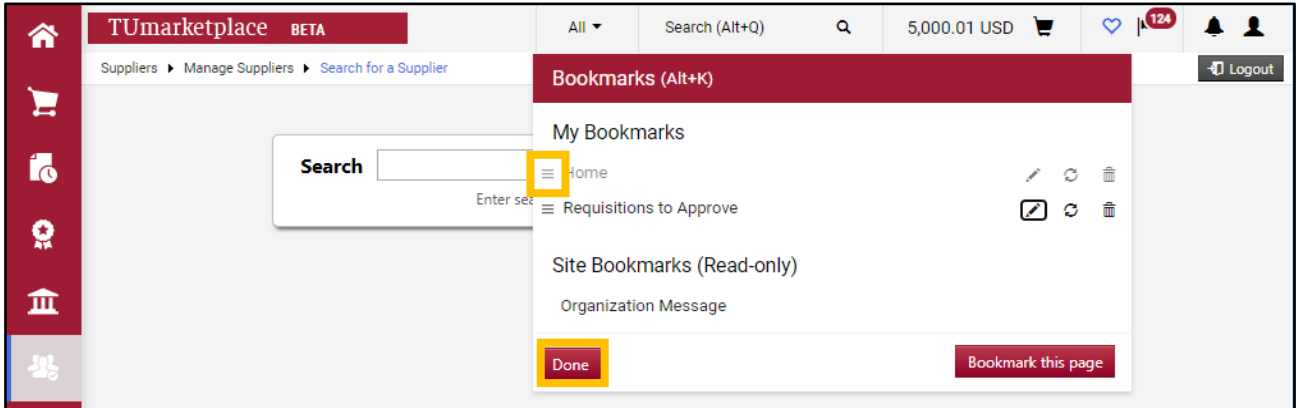 TUmarketplace BETA
All Search (Alt+Q) 5,000.01 USD 124
Suppliers Manage Suppliers Search for a Supplier
Logout
Bookmarks (Alt+K)
My Bookmarks
Search
Home
Enter sea
Requisitions to Approve
Site Bookmarks (Read-only)
Organization Message
Done Bookmark this page